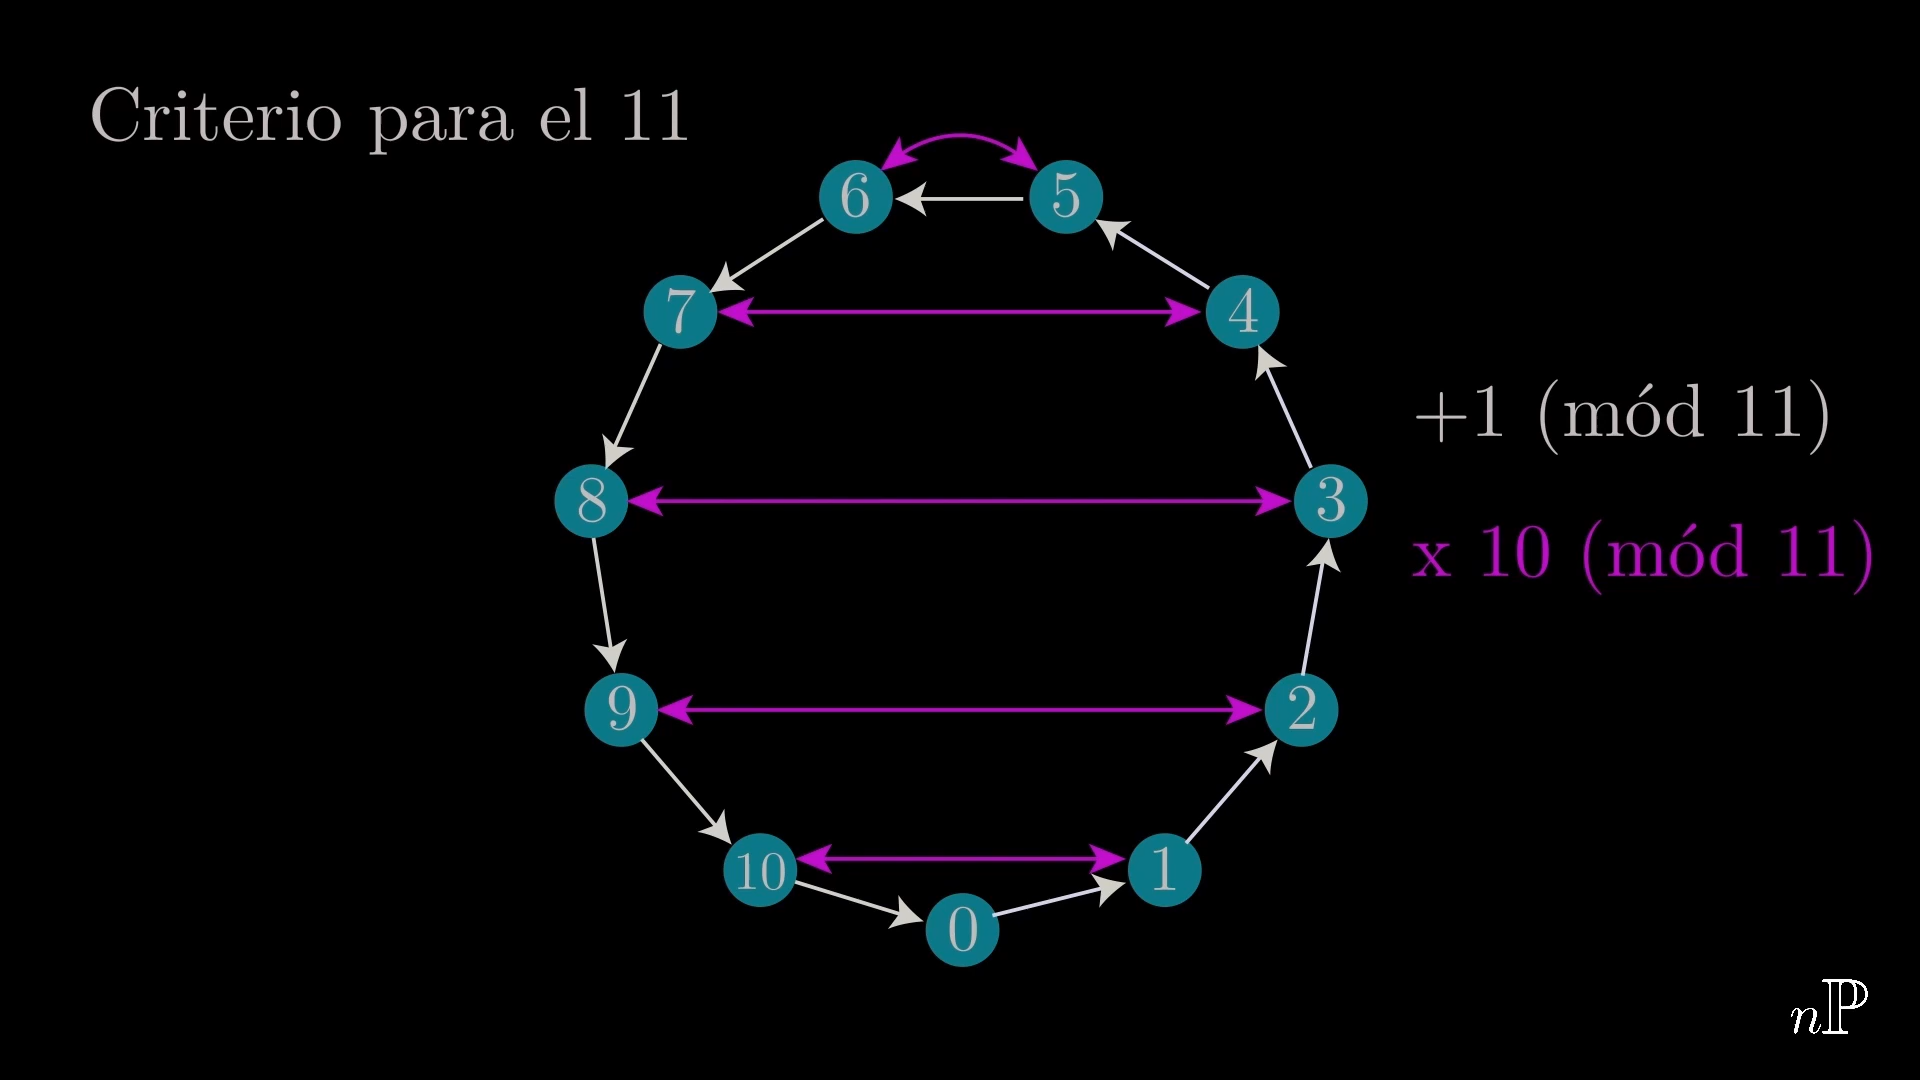 Criterio para el 11
6 5
7 4
+1 (mód 11)
8 3
x 10 (mód 11)
9 2
10 1
0
nℙ